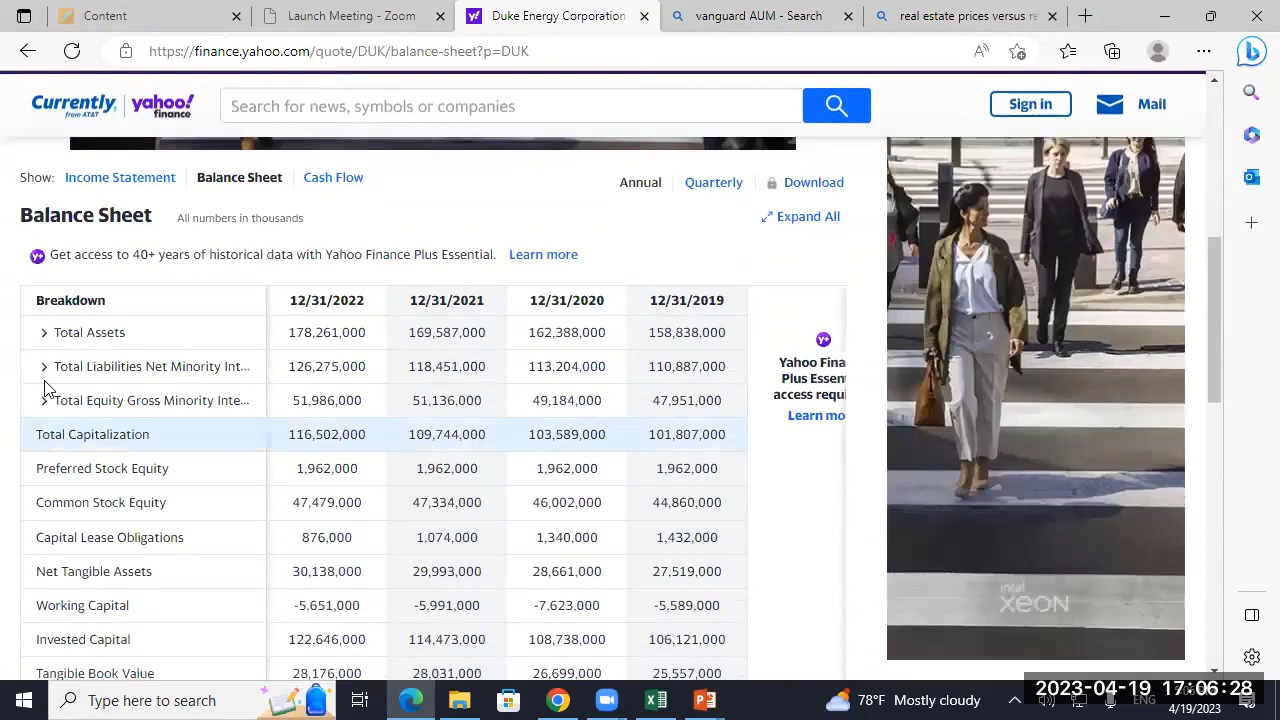 Content
Launch Meeting - Zoom
Duke Energy Corporation
vanguard AUM - Search
real estate prices versus re
https://finance.yahoo.com/quote/DUK/balance-sheet?p=DUK
Currently, from AT&T yahoo! finance
Search for news, symbols or companies
Sign in
Mail
Show: Income Statement Balance Sheet Cash Flow
Annual Quarterly Download
Balance Sheet All numbers in thousands
Expand All
Get access to 40+ years of historical data with Yahoo Finance Plus Essential. Learn more
Breakdown 12/31/2022 12/31/2021 12/31/2020 12/31/2019
Total Assets 178,261,000 169,587,000 162,388,000 158,838,000
Total Liabilities Net Minority Int... 126,275,000 118,451,000 113,204,000 110,887,000
Total Equity Gross Minority Inte... 51,986,000 51,136,000 49,184,000 47,951,000
Total Capitalization 116,502,000 109,744,000 103,589,000 101,807,000
Preferred Stock Equity 1,962,000 1,962,000 1,962,000 1,962,000
Common Stock Equity 47,479,000 47,334,000 46,002,000 44,860,000
Capital Lease Obligations 876,000 1,074,000 1,340,000 1,432,000
Net Tangible Assets 30,138,000 29,993,000 28,661,000 27,519,000
Working Capital -5,651,000 -5,991,000 -7,623,000 -5,589,000
Invested Capital 122,646,000 114,473,000 108,738,000 106,121,000
Tangible Book Value 28,176,000 28,031,000 26,699,000 25,557,000
Yahoo Fina
Plus Essen
access requi
Learn mo
intel
xeon
Type here to search
78°F Mostly cloudy
ENG
2023-04-19 17:06:28
4/19/2023